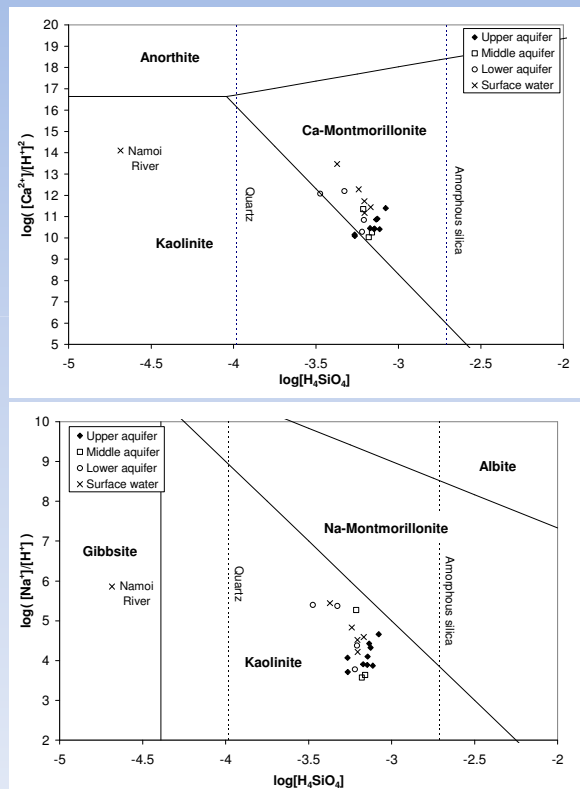 20
19
18
17
16
15
14
13
12
11
10
9
8
7
6
5
log( [Ca²⁺]/[H⁺]²)
Anorthite
Upper aquifer
Middle aquifer
Lower aquifer
Surface water
Ca-Montmorillonite
Namoi
River
Quartz
Amorphous silica
Kaolinite
-5
-4.5
-4
-3.5
-3
-2.5
-2
log[H₄SiO₄]
10
9
8
7
6
5
4
3
2
log( [Na⁺]/[H⁺])
Upper aquifer
Middle aquifer
Lower aquifer
Surface water
Albite
Na-Montmorillonite
Gibbsite
Namoi
River
Quartz
Amorphous silica
Kaolinite
-5
-4.5
-4
-3.5
-3
-2.5
-2
log[H₄SiO₄]